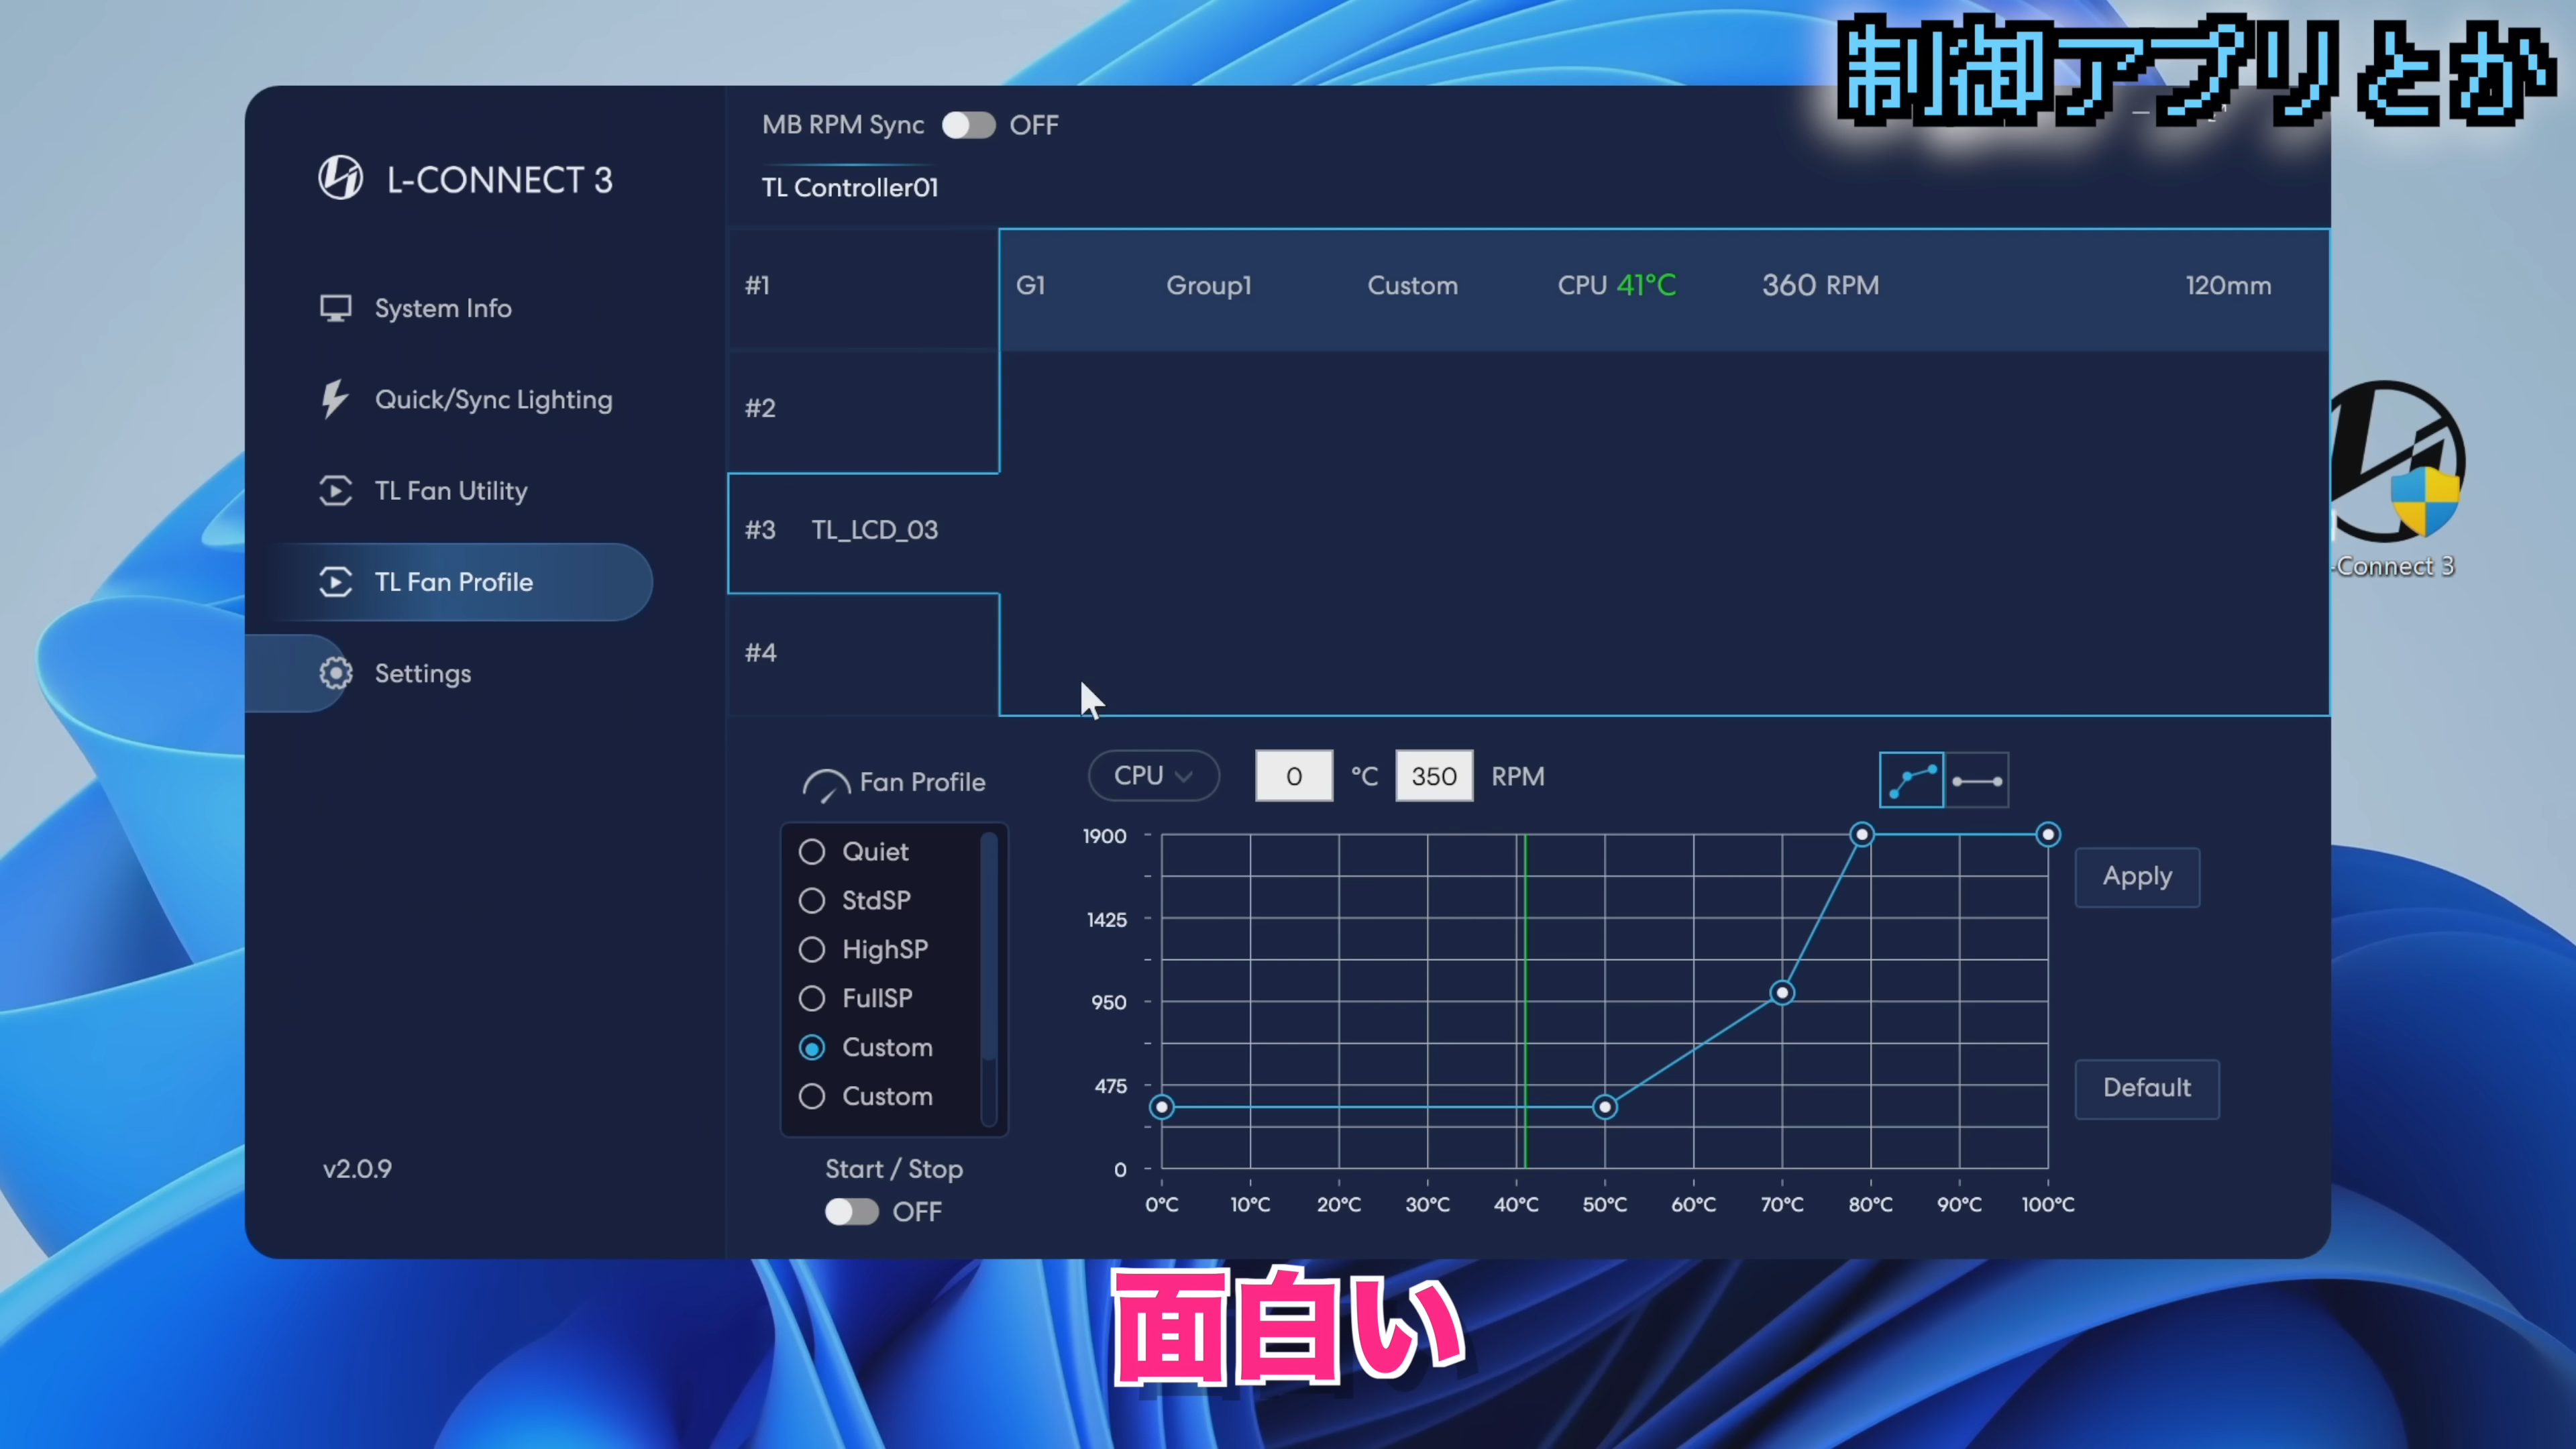 制御アプリとか
MB RPM Sync OFF
L-CONNECT 3
TL Controller01
#1 G1 Group1 Custom CPU 41°C 360 RPM 120mm
System Info
Quick/Sync Lighting
#2
TL Fan Utility
#3 TL_LCD_03
-Connect 3
TL Fan Profile
#4
Settings
Fan Profile CPU 0 °C 350 RPM
Quiet
StdSP
HighSP
FullSP
Custom
Custom
1900
1425
950
475
0
Apply
Default
0°C 10°C 20°C 30°C 40°C 50°C 60°C 70°C 80°C 90°C 100°C
Start / Stop
OFF
v2.0.9
面白い